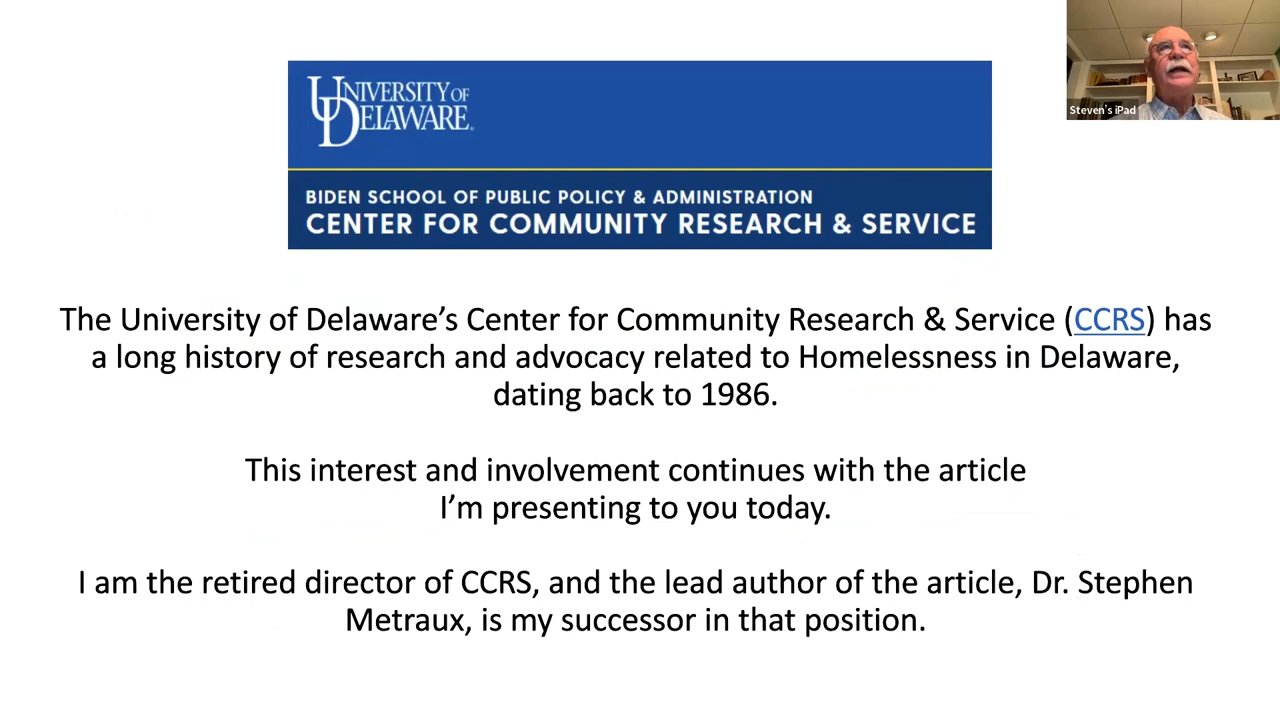 UNIVERSITY OF
DELAWARE.
BIDEN SCHOOL OF PUBLIC POLICY & ADMINISTRATION
CENTER FOR COMMUNITY RESEARCH & SERVICE
Steven's iPad
The University of Delaware’s Center for Community Research & Service (CCRS) has
a long history of research and advocacy related to Homelessness in Delaware,
dating back to 1986.
This interest and involvement continues with the article
I’m presenting to you today.
I am the retired director of CCRS, and the lead author of the article, Dr. Stephen
Metraux, is my successor in that position.